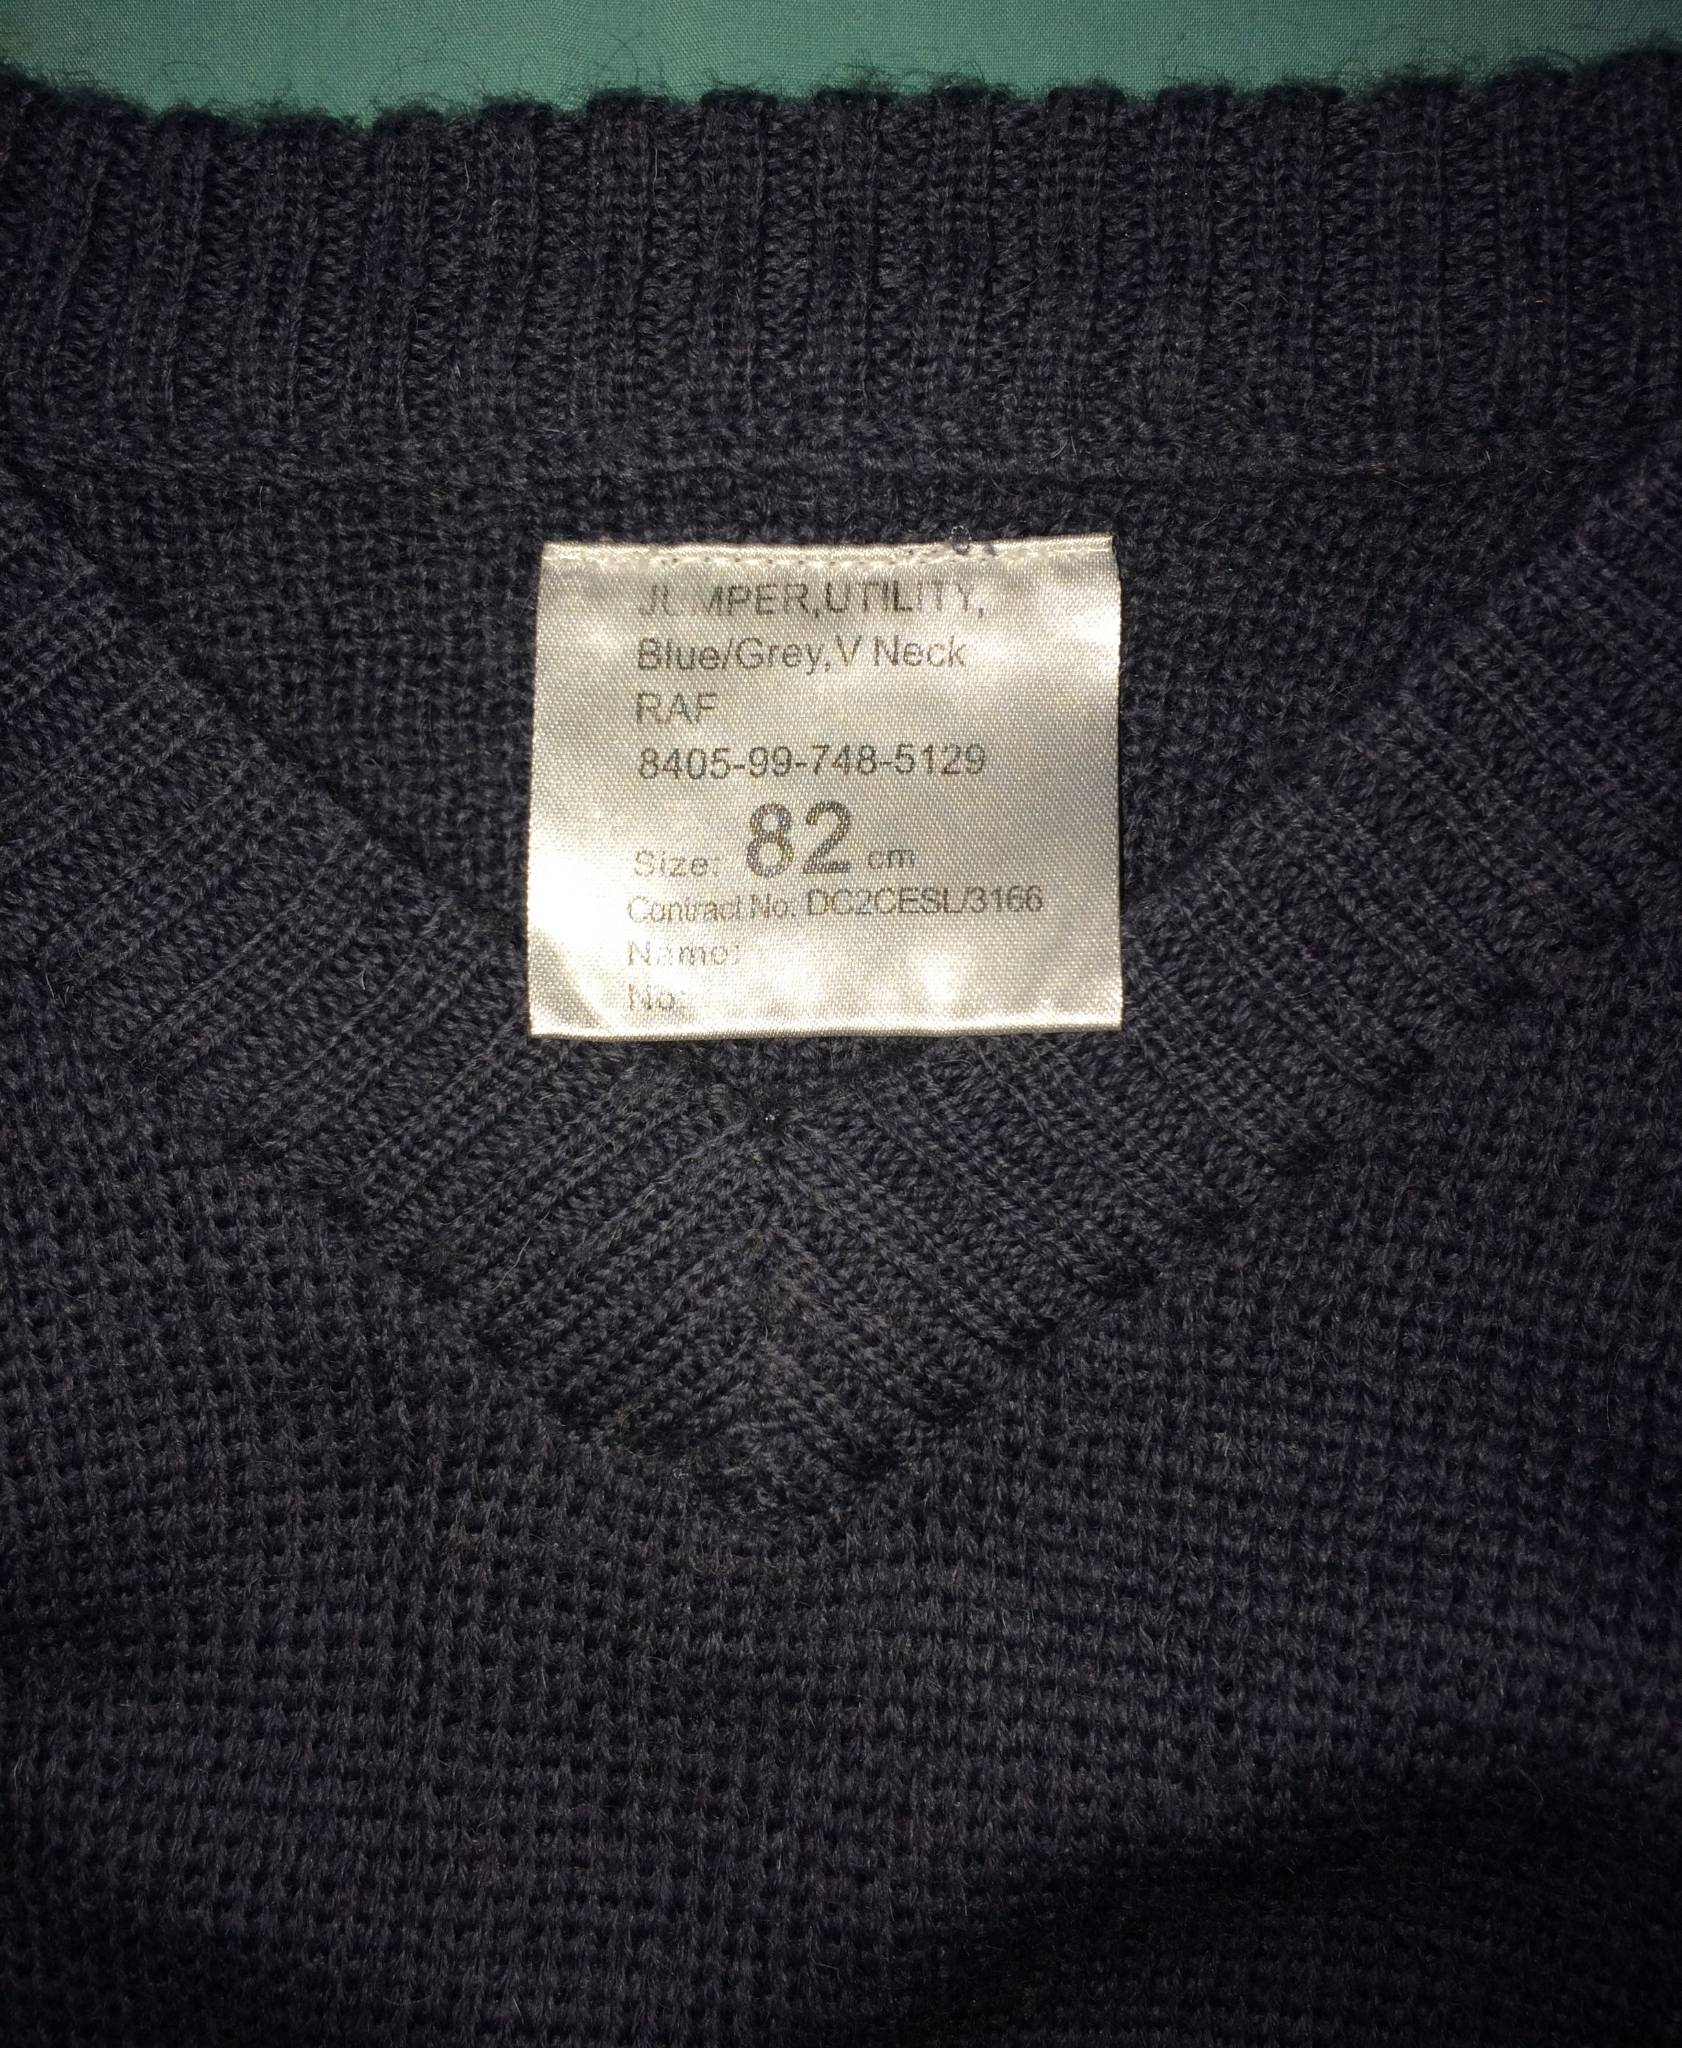 JUMPER,UTILITY,
Blue/Grey,V Neck
RAF
8405-99-748-5129
Size: 82 cm
Contract No. DC2CESL/3166
Name:
No: